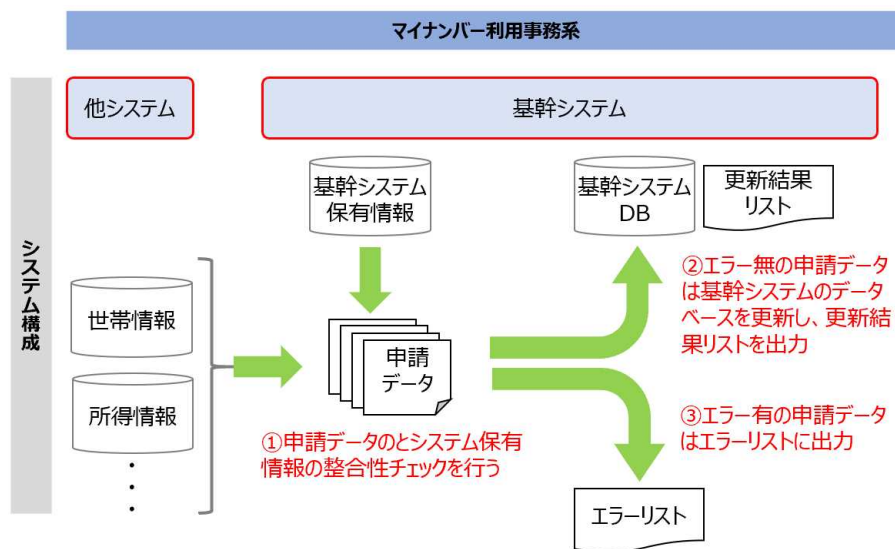 マイナンバー利用事務系
他システム
基幹システム
システム構成
基幹システム
保有情報
基幹システム
DB
更新結果
リスト
世帯情報
所得情報
・
・
・
申請
データ
①申請データのとシステム保有
情報の整合性チェックを行う
②エラー無の申請データ
は基幹システムのデータ
ベースを更新し、更新結
果リストを出力
③エラー有の申請データ
はエラーリストに出力
エラーリスト